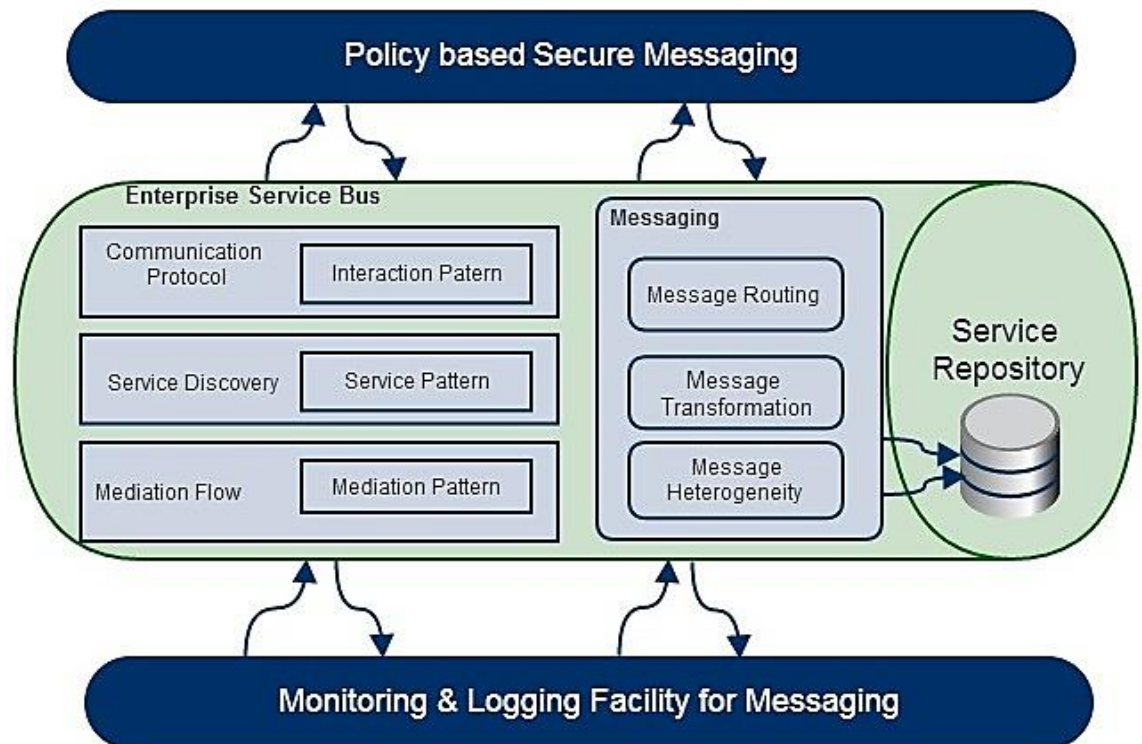 Policy based Secure Messaging
Enterprise Service Bus
Communication
Protocol
Interaction Patern
Service Discovery
Service Pattern
Mediation Flow
Mediation Pattern
Messaging
Message Routing
Message
Transformation
Message
Heterogeneity
Service
Repository
Monitoring & Logging Facility for Messaging